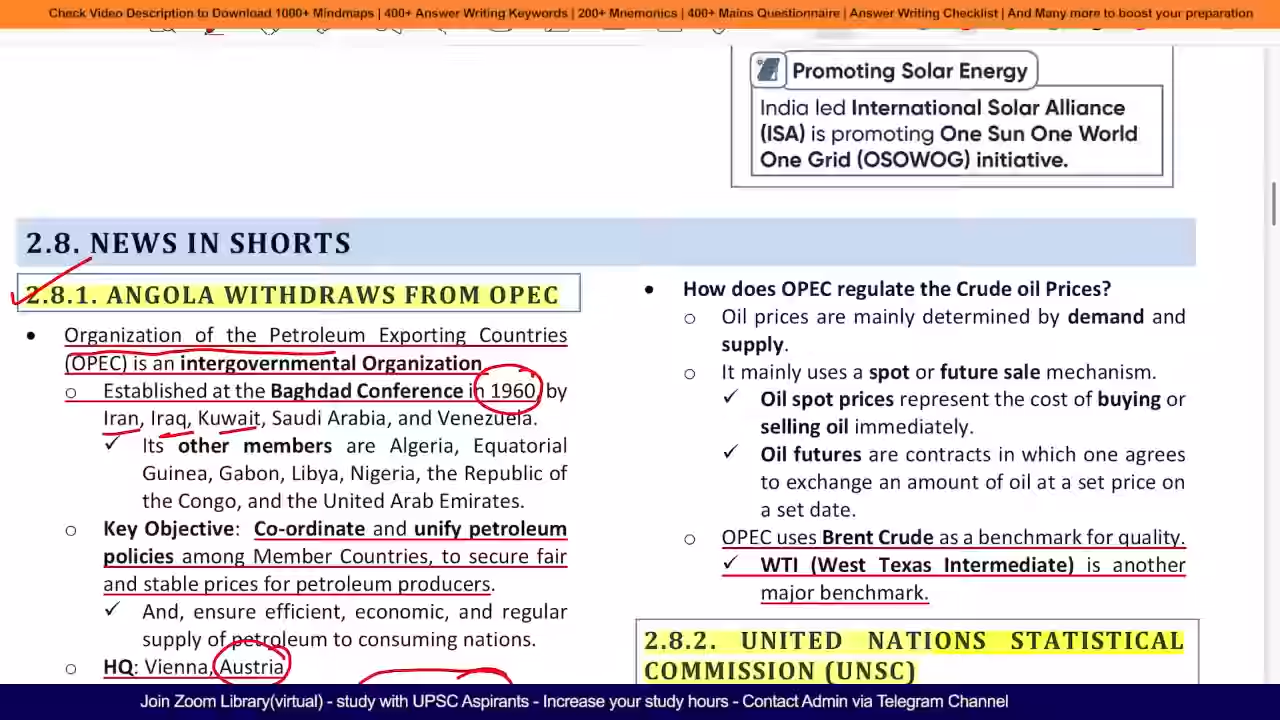 Check Video Description to Download 1000+ Mindmaps | 400+ Answer Writing Keywords | 200+ Mnemonics | 400+ Mains Questionnaire | Answer Writing Checklist | And Many more to boost your preparation
Promoting Solar Energy
India led International Solar Alliance
(ISA) is promoting One Sun One World
One Grid (OSOWOG) initiative.
2.8. NEWS IN SHORTS
2.8.1. ANGOLA WITHDRAWS FROM OPEC
• Organization of the Petroleum Exporting Countries
(OPEC) is an intergovernmental Organization
o Established at the Baghdad Conference in 1960, by
Iran, Iraq, Kuwait, Saudi Arabia, and Venezuela.
✓ Its other members are Algeria, Equatorial
Guinea, Gabon, Libya, Nigeria, the Republic of
the Congo, and the United Arab Emirates.
o Key Objective: Co-ordinate and unify petroleum
policies among Member Countries, to secure fair
and stable prices for petroleum producers.
✓ And, ensure efficient, economic, and regular
supply of petroleum to consuming nations.
o HQ: Vienna, Austria
• How does OPEC regulate the Crude oil Prices?
o Oil prices are mainly determined by demand and
supply.
o It mainly uses a spot or future sale mechanism.
✓ Oil spot prices represent the cost of buying or
selling oil immediately.
✓ Oil futures are contracts in which one agrees
to exchange an amount of oil at a set price on
a set date.
o OPEC uses Brent Crude as a benchmark for quality.
✓ WTI (West Texas Intermediate) is another
major benchmark.
2.8.2. UNITED NATIONS STATISTICAL
COMMISSION (UNSC)
Join Zoom Library(virtual) - study with UPSC Aspirants - Increase your study hours - Contact Admin via Telegram Channel